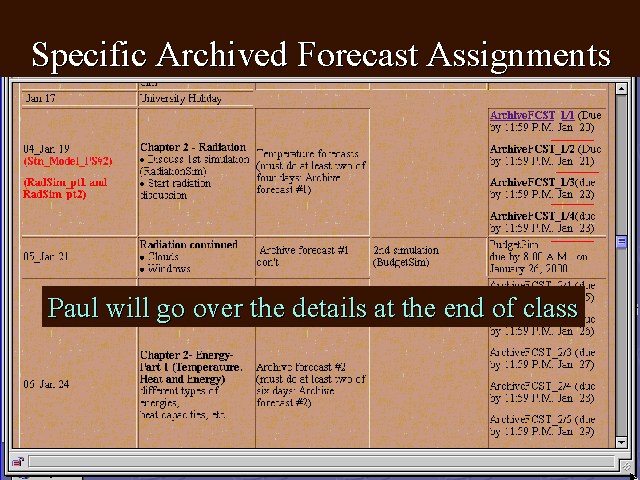 Specific Archived Forecast Assignments
Jan 17
University Holiday
04_Jan 19
(Stn_Model_PS#2)
(RadSim_pt1 and
RadSim_pt2)
Chapter 2 - Radiation
• Discuss 1st simulation
(RadiationSim)
• Start radiation
discussion
Temperature forecasts
(must do at least two of
four days: Archive
forecast #1)
ArchiveFCST_1/1 (Due
by 11:59 P.M. Jan. 20)
ArchiveFCST_1/2 (Due
by 11:59 P.M. Jan. 21)
ArchiveFCST_1/3(due
by 11:59 P.M. Jan. 22)
ArchiveFCST_1/4(due
by 11:59 P.M. Jan. 23)
05_Jan 21
Radiation continued
• Clouds
• Windows
Archive forecast #1
con't
2nd simulation
(BudgetSim)
BudgetSim
due by 8:00 A.M. on
January 26, 2000
Paul will go over the details at the end of class
06_Jan 24
Chapter 2- Energy-
Part 1 (Temperature,
Heat and Energy)
different types of
energies,
heat capacities, etc.
Archive forecast #2
(must do at least two of
six days: Archive
forecast #2)
by 11:59 P.M. Jan. 26)
ArchiveFCST_2/3 (due
by 11:59 P.M. Jan. 27)
ArchiveFCST_2/4 (due
by 11:59 P.M. Jan. 28)
ArchiveFCST_2/5 (due
by 11:59 P.M. Jan. 29)